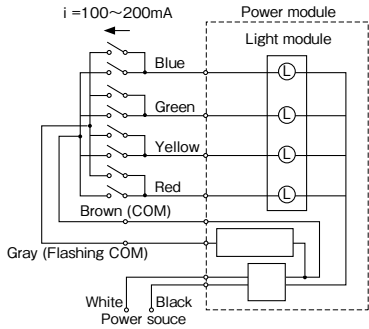 i =100～200mA
Power module
Light module
Blue
L
Green
L
Yellow
L
Red
L
Brown (COM)
Gray (Flashing COM)
White
Black
Power souce